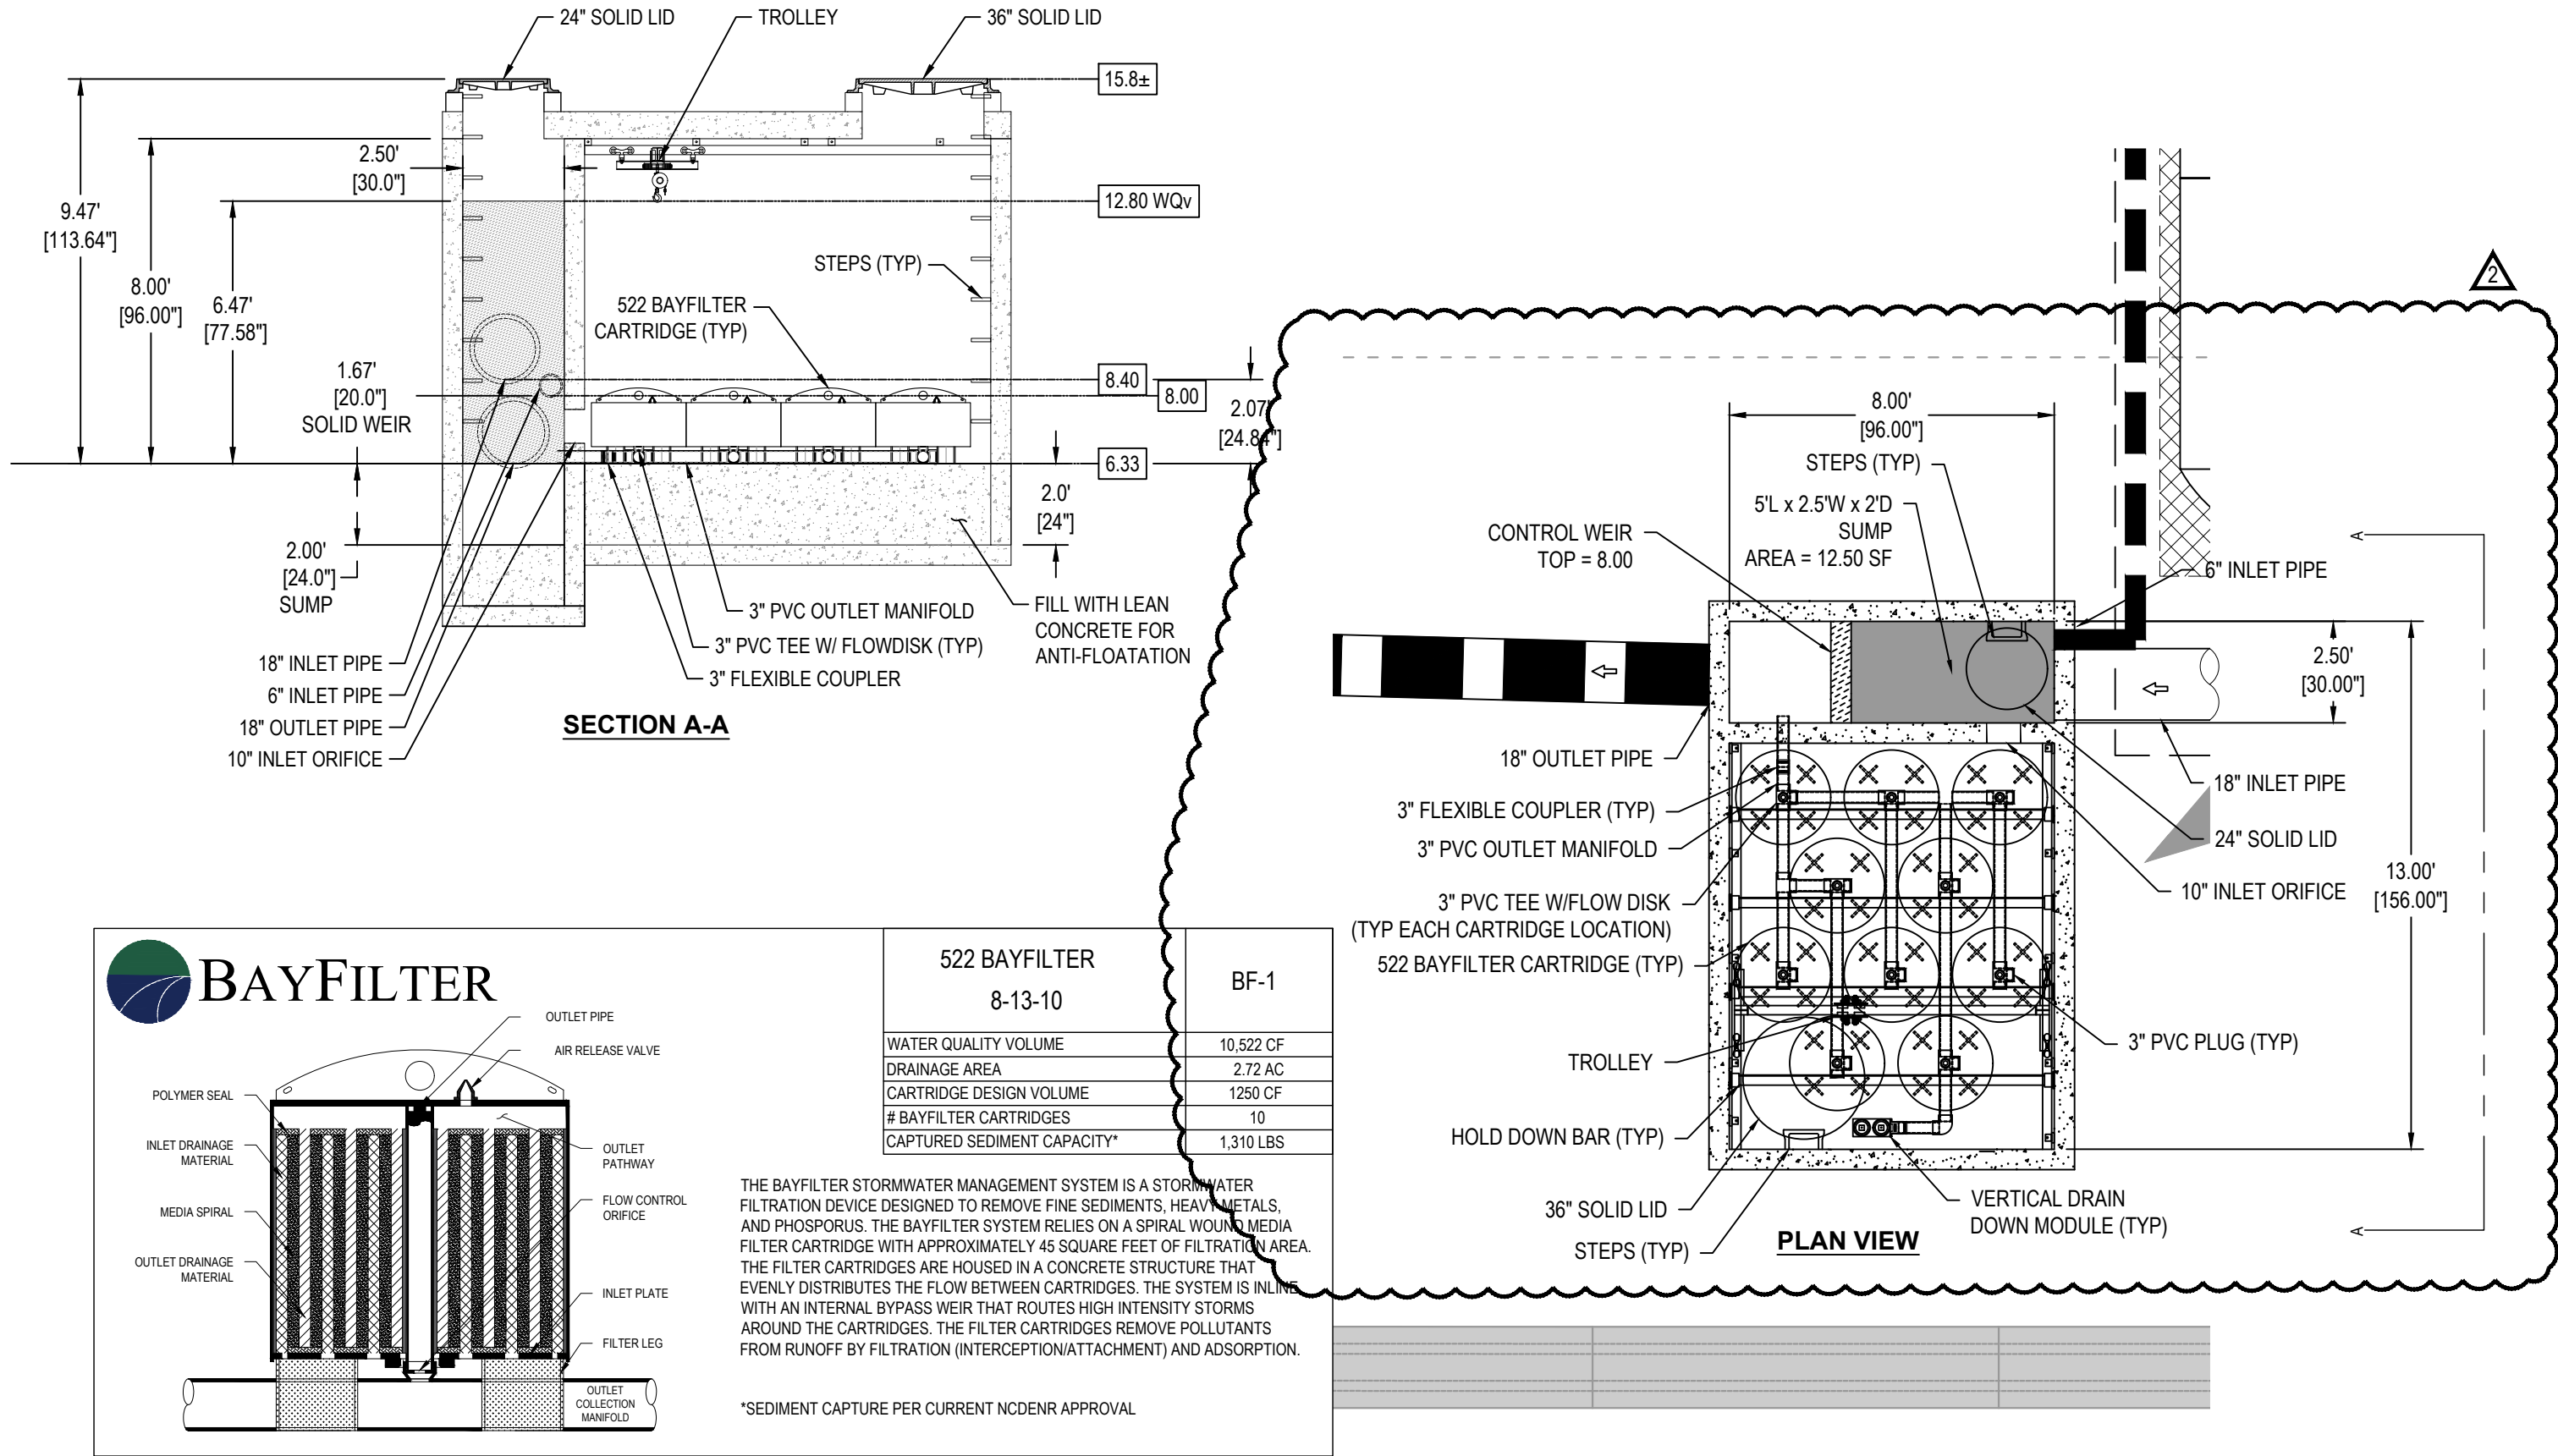 24" SOLID LID
TROLLEY
36" SOLID LID
15.8±
2.50'
[30.0"]
12.80 WQv
9.47'
[113.64"]
8.00'
[96.00"]
6.47'
[77.58"]
STEPS (TYP)
522 BAYFILTER
CARTRIDGE (TYP)
1.67'
[20.0"]
SOLID WEIR
8.40
8.00
2.07'
[24.84"]
6.33
2.0'
[24"]
2.00'
[24.0"]
SUMP
3" PVC OUTLET MANIFOLD
3" PVC TEE W/ FLOWDISK (TYP)
3" FLEXIBLE COUPLER
FILL WITH LEAN
CONCRETE FOR
ANTI-FLOATATION
18" INLET PIPE
6" INLET PIPE
18" OUTLET PIPE
10" INLET ORIFICE
SECTION A-A
2
8.00'
[96.00"]
STEPS (TYP)
5'L x 2.5'W x 2'D
SUMP
AREA = 12.50 SF
CONTROL WEIR
TOP = 8.00
A
6" INLET PIPE
2.50'
[30.00"]
18" OUTLET PIPE
18" INLET PIPE
3" FLEXIBLE COUPLER (TYP)
24" SOLID LID
3" PVC OUTLET MANIFOLD
13.00'
[156.00"]
10" INLET ORIFICE
3" PVC TEE W/FLOW DISK
(TYP EACH CARTRIDGE LOCATION)
522 BAYFILTER CARTRIDGE (TYP)
3" PVC PLUG (TYP)
TROLLEY
HOLD DOWN BAR (TYP)
VERTICAL DRAIN
DOWN MODULE (TYP)
36" SOLID LID
STEPS (TYP)
A
PLAN VIEW
BAYFILTER
OUTLET PIPE
AIR RELEASE VALVE
POLYMER SEAL
INLET DRAINAGE
MATERIAL
OUTLET
PATHWAY
MEDIA SPIRAL
FLOW CONTROL
ORIFICE
OUTLET DRAINAGE
MATERIAL
INLET PLATE
FILTER LEG
OUTLET
COLLECTION
MANIFOLD
522 BAYFILTER
8-13-10
BF-1
WATER QUALITY VOLUME 10,522 CF
DRAINAGE AREA 2.72 AC
CARTRIDGE DESIGN VOLUME 1250 CF
# BAYFILTER CARTRIDGES 10
CAPTURED SEDIMENT CAPACITY* 1,310 LBS
THE BAYFILTER STORMWATER MANAGEMENT SYSTEM IS A STORMWATER
FILTRATION DEVICE DESIGNED TO REMOVE FINE SEDIMENTS, HEAVY METALS,
AND PHOSPORUS. THE BAYFILTER SYSTEM RELIES ON A SPIRAL WOUND MEDIA
FILTER CARTRIDGE WITH APPROXIMATELY 45 SQUARE FEET OF FILTRATION AREA.
THE FILTER CARTRIDGES ARE HOUSED IN A CONCRETE STRUCTURE THAT
EVENLY DISTRIBUTES THE FLOW BETWEEN CARTRIDGES. THE SYSTEM IS INLINE
WITH AN INTERNAL BYPASS WEIR THAT ROUTES HIGH INTENSITY STORMS
AROUND THE CARTRIDGES. THE FILTER CARTRIDGES REMOVE POLLUTANTS
FROM RUNOFF BY FILTRATION (INTERCEPTION/ATTACHMENT) AND ADSORPTION.
*SEDIMENT CAPTURE PER CURRENT NCDENR APPROVAL